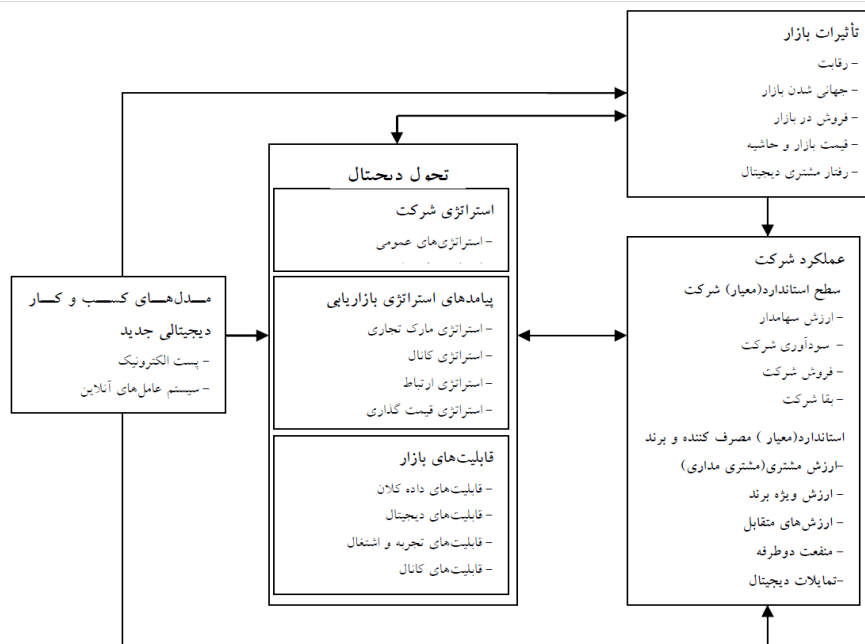 تأثیرات بازار
- رقابت
- جهانی شدن بازار
- فروش در بازار
- قیمت بازار و حاشیه
- رفتار مشتری دیجیتال
تحول دیجیتال
استراتژی شرکت
- استراتژی‌های عمومی
پیامدهای استراتژی بازاریابی
- استراتژی مارک تجاری
- استراتژی کانال
- استراتژی ارتباط
- استراتژی قیمت گذاری
قابلیت‌های بازار
- قابلیت‌های داده کلان
- قابلیت‌های دیجیتال
- قابلیت‌های تجربه و اشتغال
- قابلیت‌های کانال
مـدل‌هـای کسـب و کـار
دیجیتالی جدید
- پست الکترونیک
- سیستم عامل‌های آنلاین
عملکرد شرکت
سطح استاندارد(معیار) شرکت
- ارزش سهامدار
- سودآوری شرکت
- فروش شرکت
- بقا شرکت
استاندارد(معیار ) مصرف کننده و برند
-ارزش مشتری(مشتری مداری)
- ارزش ویژه برند
- ارزش‌های متقابل
- منفعت دوطرفه
-تمایلات دیجیتال